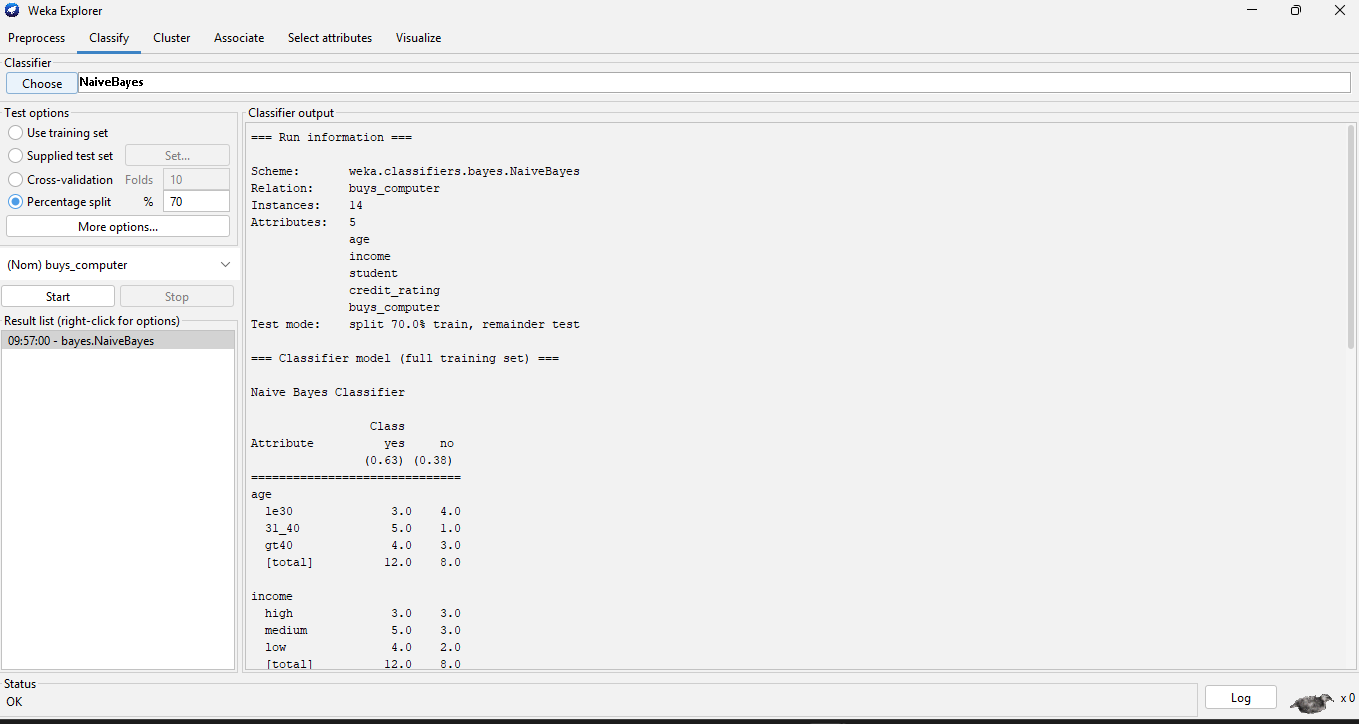 Weka Explorer
Preprocess Classify Cluster Associate Select attributes Visualize
Classifier
Choose NaiveBayes
Test options
Use training set
Supplied test set Set...
Cross-validation Folds 10
Percentage split % 70
More options...
(Nom) buys_computer
Start Stop
Result list (right-click for options)
09:57:00 - bayes.NaiveBayes
Classifier output
=== Run information ===
Scheme: weka.classifiers.bayes.NaiveBayes
Relation: buys_computer
Instances: 14
Attributes: 5
age
income
student
credit_rating
buys_computer
Test mode: split 70.0% train, remainder test
=== Classifier model (full training set) ===
Naive Bayes Classifier
Class
Attribute yes no
(0.63) (0.38)
==============================
age
le30 3.0 4.0
31_40 5.0 1.0
gt40 4.0 3.0
[total] 12.0 8.0
income
high 3.0 3.0
medium 5.0 3.0
low 4.0 2.0
[total] 12.0 8.0
Status
OK
Log x 0